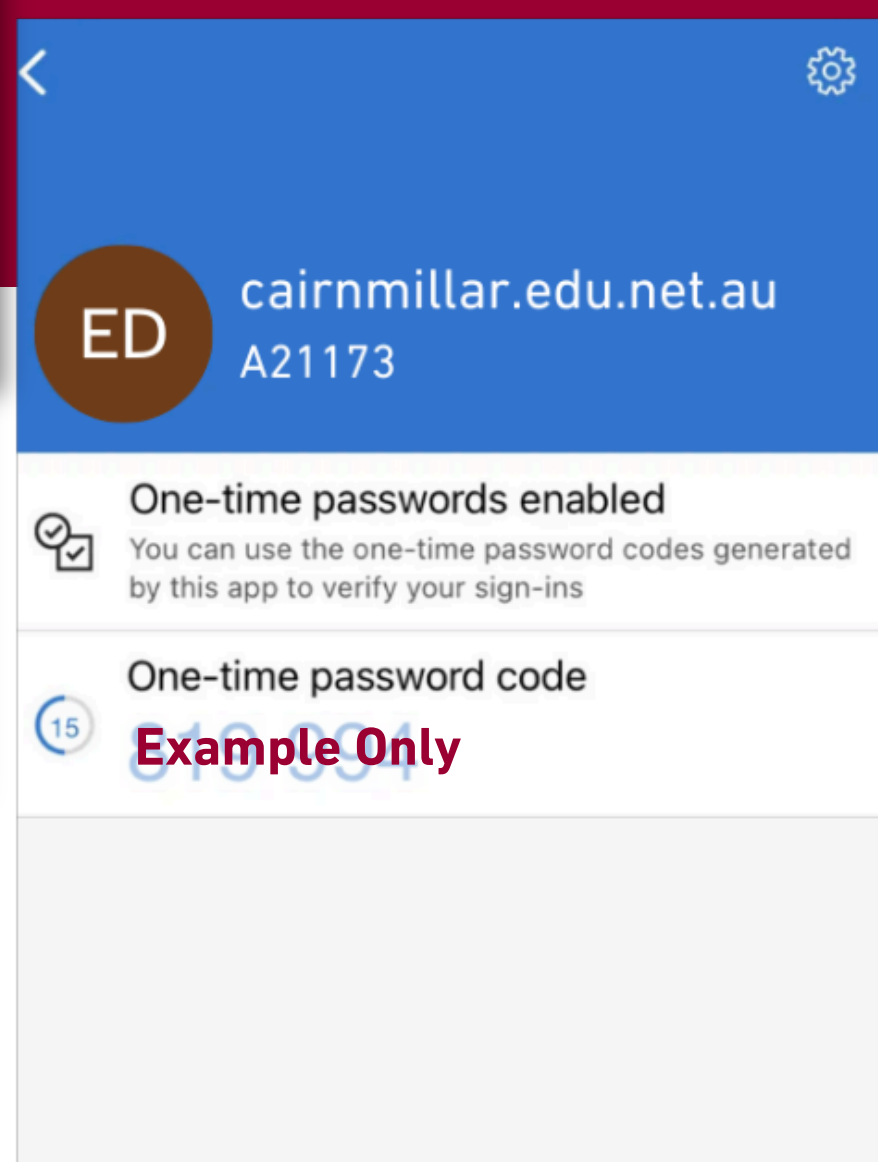 ED
cairnmillar.edu.net.au
A21173
One-time passwords enabled
You can use the one-time password codes generated
by this app to verify your sign-ins
One-time password code
15
Example Only